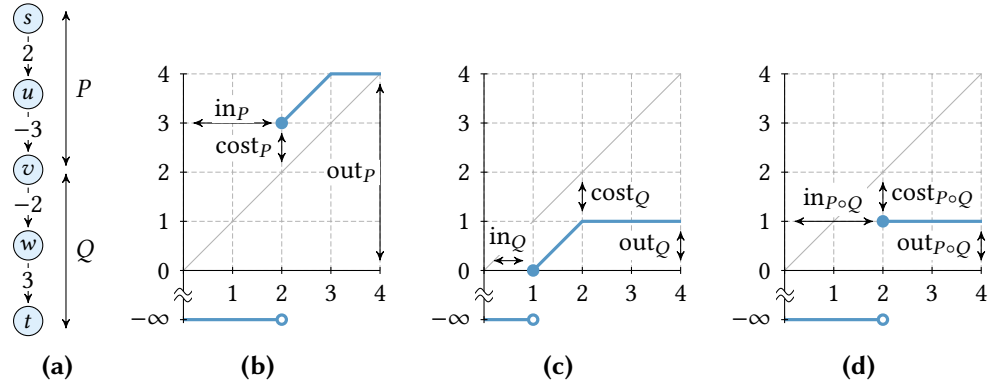 s
2
u
−3
v
−2
w
3
t
P
Q
(a)
4
3
2
1
0
−∞
1 2 3 4
in_P
cost_P
out_P
(b)
4
3
2
1
0
−∞
1 2 3 4
cost_Q
in_Q
out_Q
(c)
4
3
2
1
0
−∞
1 2 3 4
in_{P∘Q}
cost_{P∘Q}
out_{P∘Q}
(d)